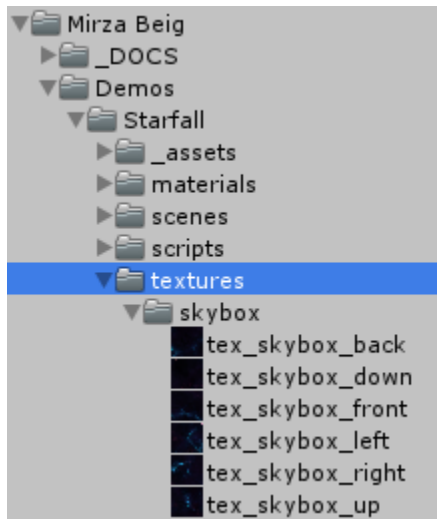 Mirza Beig
_DOCS
Demos
Starfall
_assets
materials
scenes
scripts
textures
skybox
tex_skybox_back
tex_skybox_down
tex_skybox_front
tex_skybox_left
tex_skybox_right
tex_skybox_up